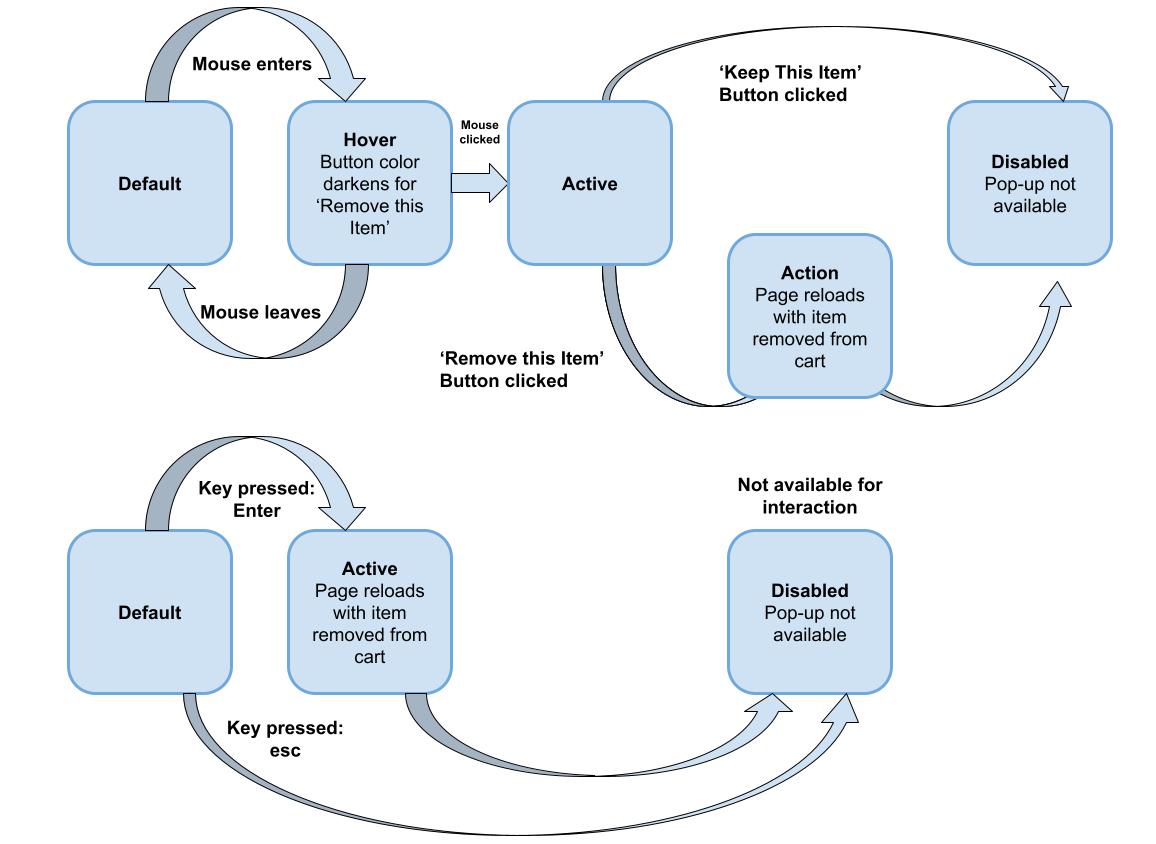 Mouse enters
Default
Hover
Button color
darkens for
‘Remove this
Item’
Mouse
clicked
Active
‘Keep This Item’
Button clicked
Disabled
Pop-up not
available
Action
Page reloads
with item
removed from
cart
Mouse leaves
‘Remove this Item’
Button clicked
Key pressed:
Enter
Default
Active
Page reloads
with item
removed from
cart
Not available for
interaction
Disabled
Pop-up not
available
Key pressed:
esc